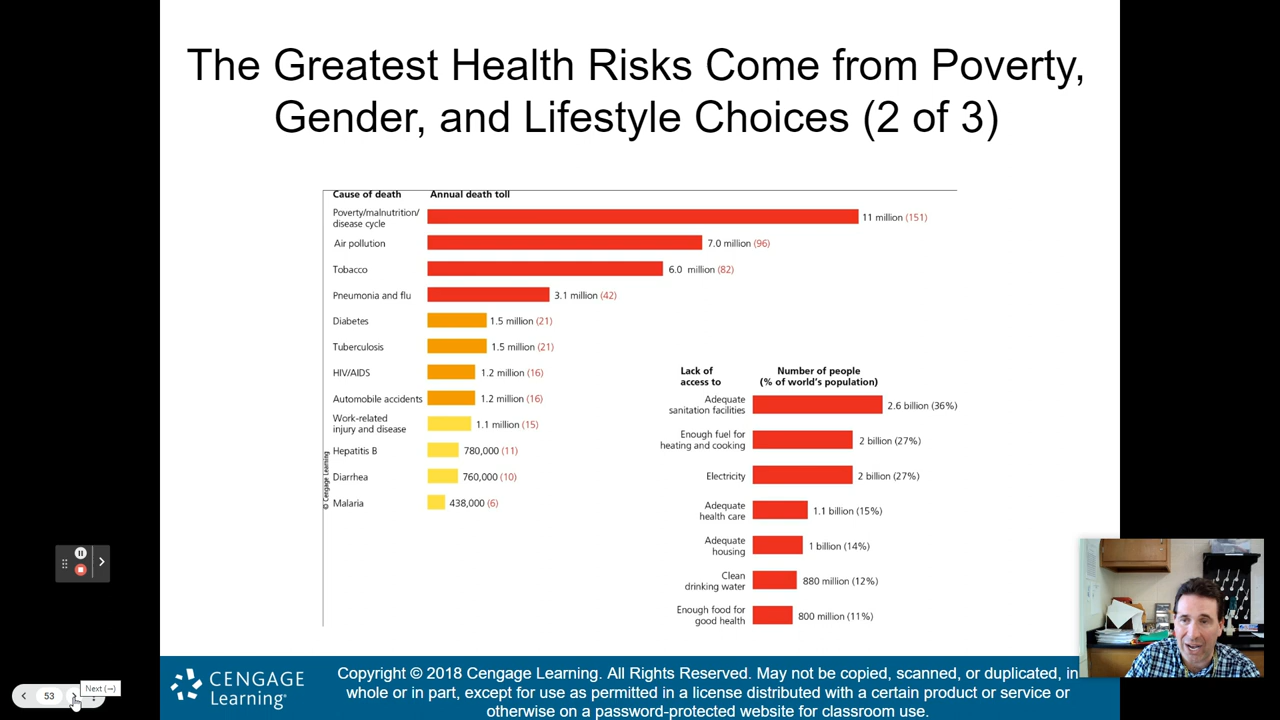 The Greatest Health Risks Come from Poverty,
Gender, and Lifestyle Choices (2 of 3)
Cause of death Annual death toll
Poverty/malnutrition/
disease cycle
11 million (151)
Air pollution 7.0 million (96)
Tobacco 6.0 million (82)
Pneumonia and flu 3.1 million (42)
Diabetes 1.5 million (21)
Tuberculosis 1.5 million (21)
HIV/AIDS 1.2 million (16)
Automobile accidents 1.2 million (16)
Work-related
injury and disease
1.1 million (15)
Hepatitis B 780,000 (11)
Diarrhea 760,000 (10)
Malaria 438,000 (6)
© Cengage Learning
Lack of
access to
Number of people
(% of world's population)
Adequate
sanitation facilities
2.6 billion (36%)
Enough fuel for
heating and cooking
2 billion (27%)
Electricity 2 billion (27%)
Adequate
health care
1.1 billion (15%)
Adequate
housing
1 billion (14%)
Clean
drinking water
880 million (12%)
Enough food for
good health
800 million (11%)
CENGAGE
Learning®
Copyright © 2018 Cengage Learning. All Rights Reserved. May not be copied, scanned, or duplicated, in
whole or in part, except for use as permitted in a license distributed with a certain product or service or
otherwise on a password-protected website for classroom use.
53
Next (→)